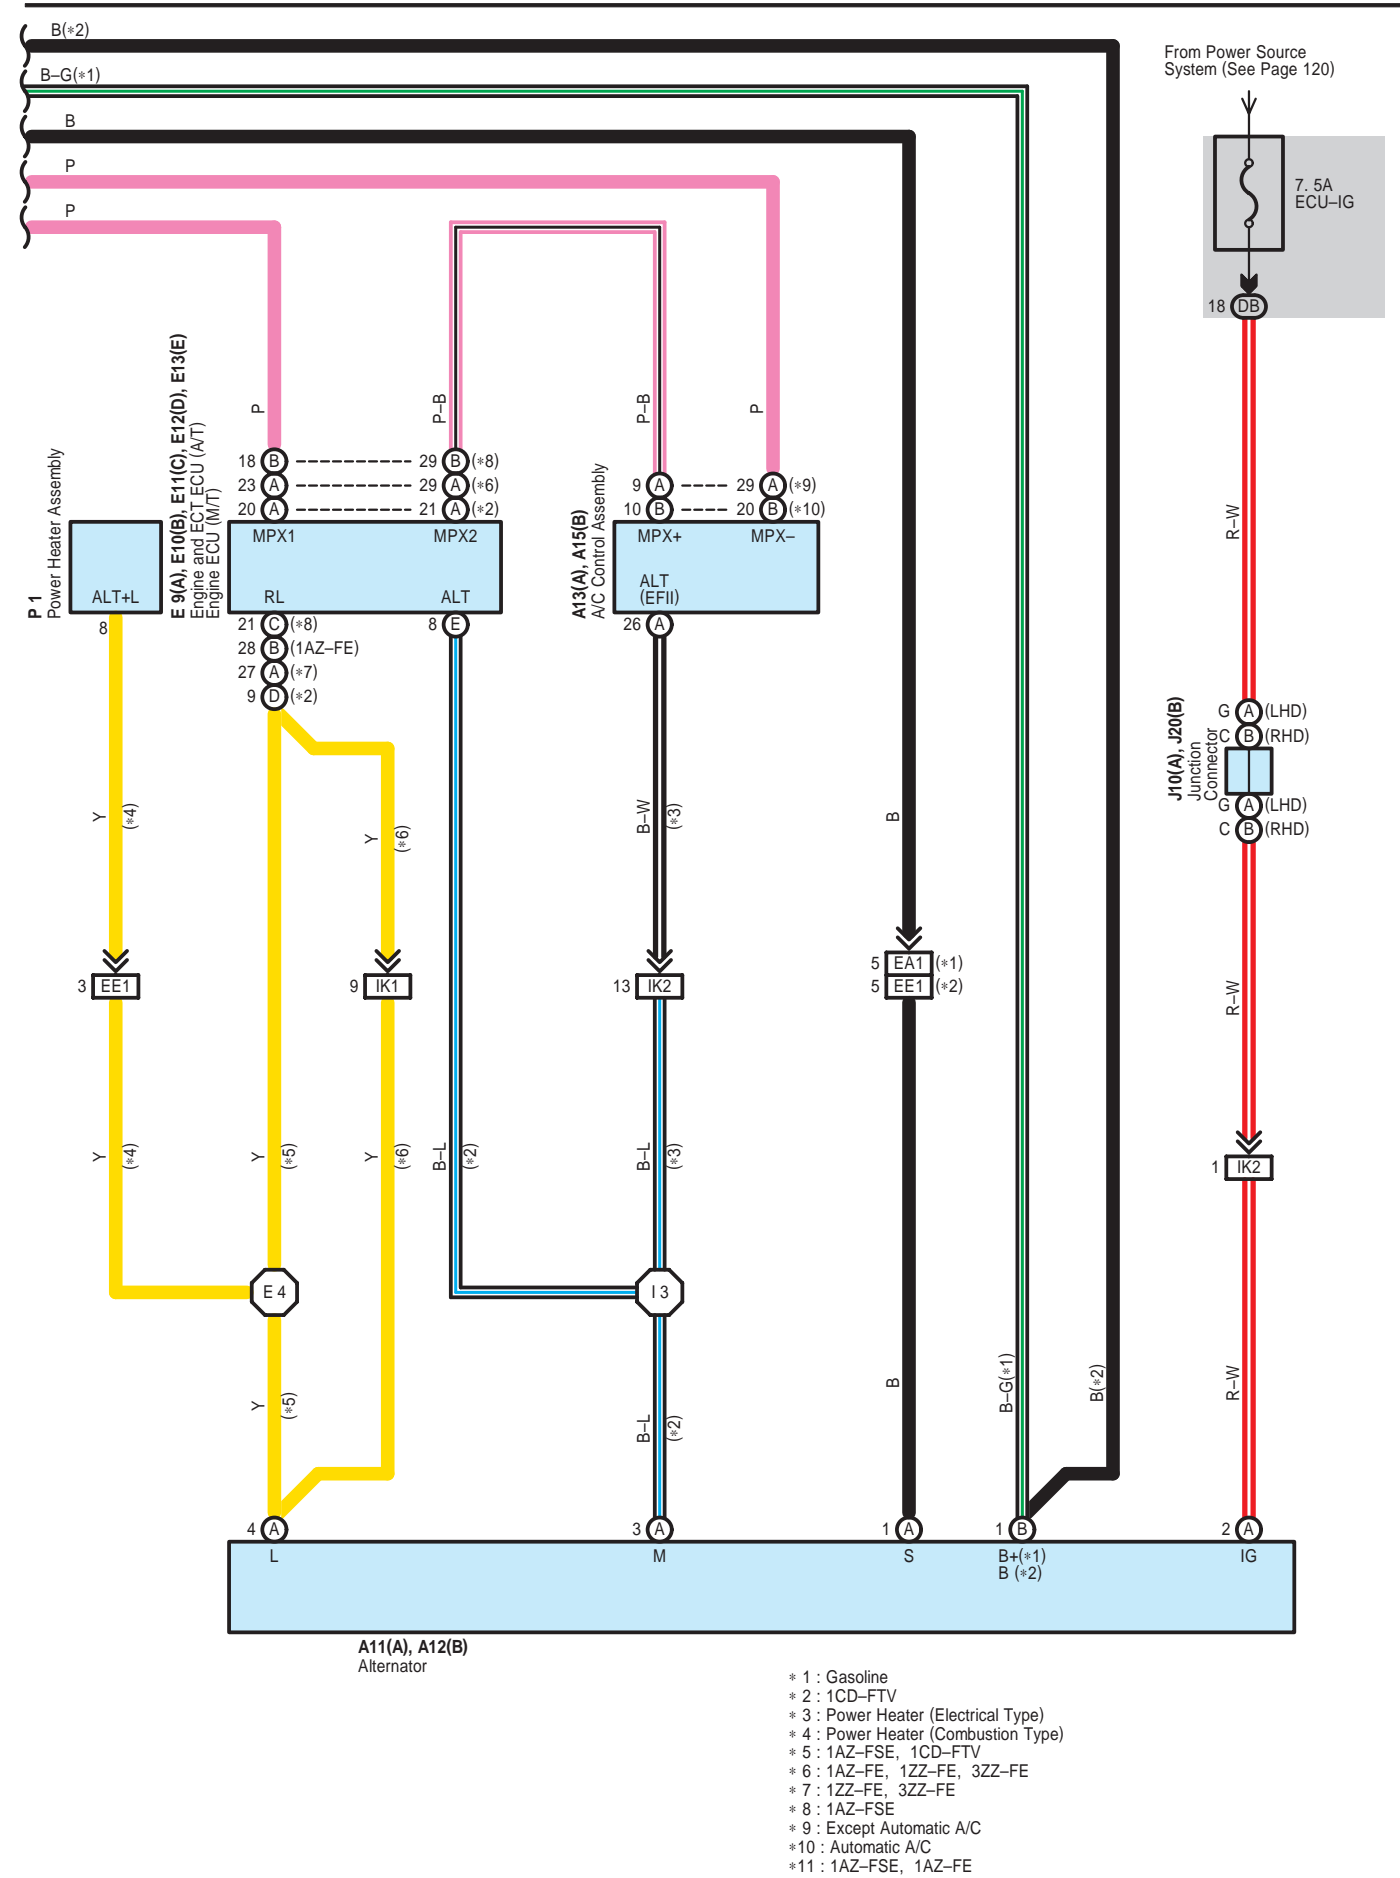 B(*2)
B–G(*1)
B
P
P
From Power Source
System (See Page 120)
7. 5A
ECU–IG
18 DB
P
P–B
P–B
P
R–W
P 1
Power Heater Assembly
E 9(A), E10(B), E11(C), E12(D), E13(E)
Engine and ECT ECU (A/T)
Engine ECU (M/T)
A13(A), A15(B)
A/C Control Assembly
18 B 29 B (*8)
23 A 29 A (*6)
20 A 21 A (*2)
9 A 29 A (*9)
10 B 20 B (*10)
MPX1 MPX2
MPX+ MPX–
ALT+L
RL ALT
ALT
(EFII)
8
21 C (*8)
28 B (1AZ–FE)
27 A (*7)
9 D (*2)
8 E
26 A
J10(A), J20(B)
Junction
Connector
G A (LHD)
C B (RHD)
G A (LHD)
C B (RHD)
Y (*4)
Y (*6)
B–W (*3)
B
3 EE1
9 IK1
13 IK2
5 EA1 (*1)
5 EE1 (*2)
R–W
Y (*4)
Y (*5)
Y (*6)
B–L (*2)
B–L (*3)
1 IK2
E 4
I 3
Y (*5)
B–L (*2)
B
B–G(*1)
B(*2)
R–W
4 A
3 A
1 A
1 B
2 A
L
M
S
B+(*1)
B (*2)
IG
A11(A), A12(B)
Alternator
* 1 : Gasoline
* 2 : 1CD–FTV
* 3 : Power Heater (Electrical Type)
* 4 : Power Heater (Combustion Type)
* 5 : 1AZ–FSE, 1CD–FTV
* 6 : 1AZ–FE, 1ZZ–FE, 3ZZ–FE
* 7 : 1ZZ–FE, 3ZZ–FE
* 8 : 1AZ–FSE
* 9 : Except Automatic A/C
*10 : Automatic A/C
*11 : 1AZ–FSE, 1AZ–FE